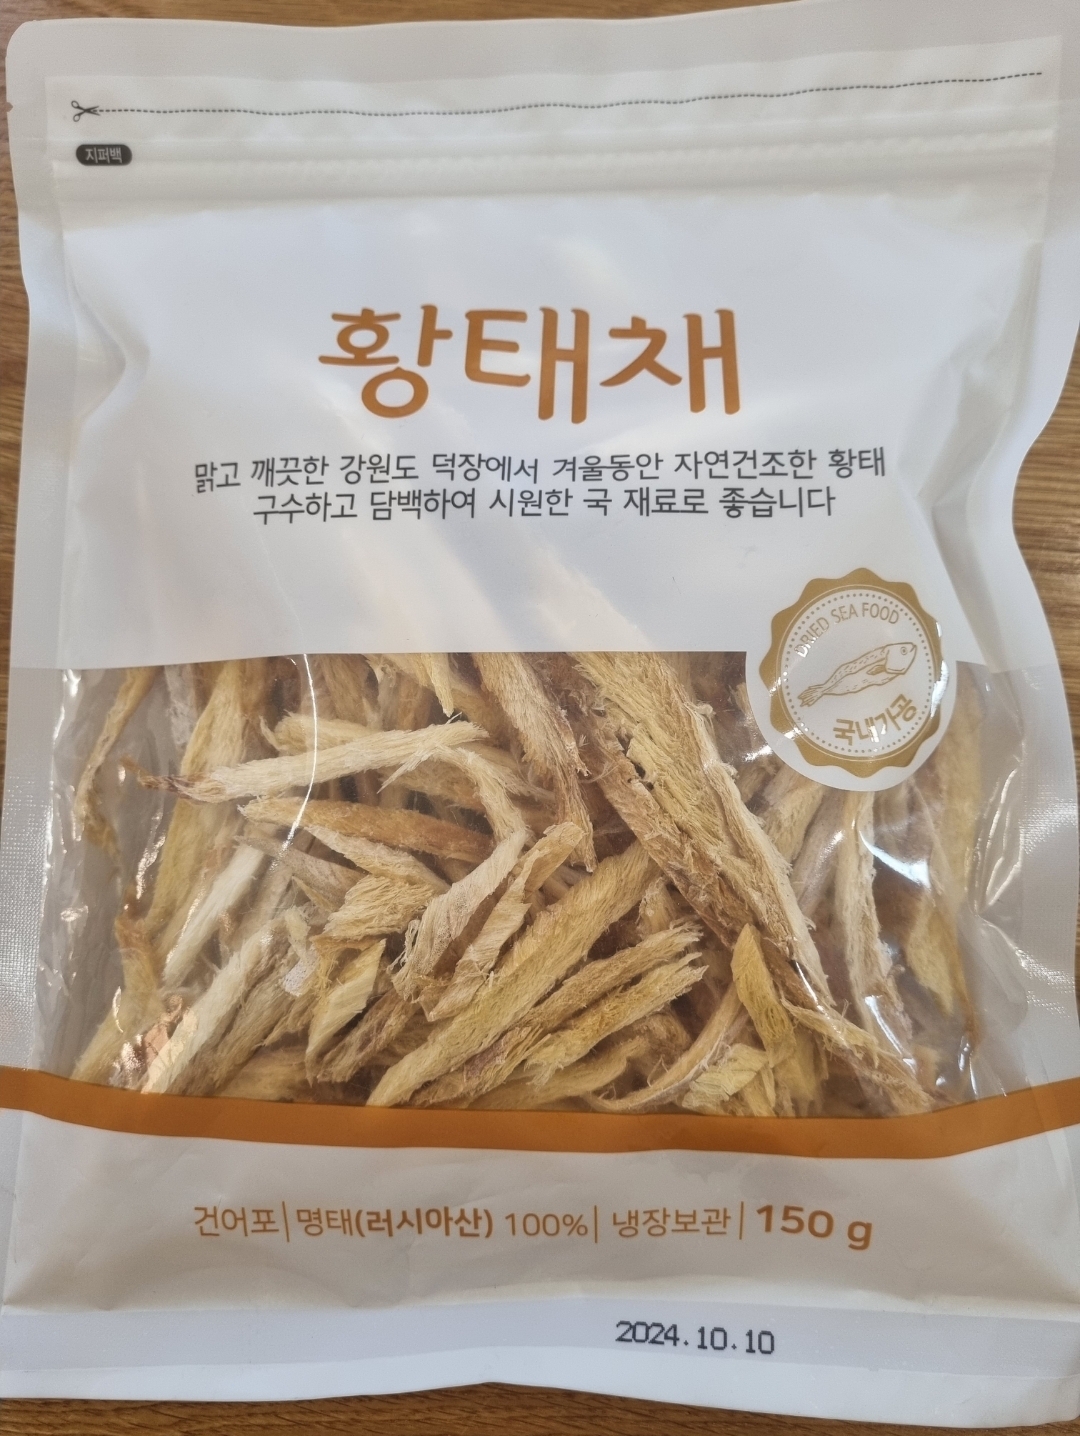 지퍼백
황태채
맑고 깨끗한 강원도 덕장에서 겨울동안 자연건조한 황태
구수하고 담백하여 시원한 국 재료로 좋습니다
DRIED SEA FOOD
국내가공
건어포|명태(러시아산) 100%| 냉장보관|150 g
2024.10.10